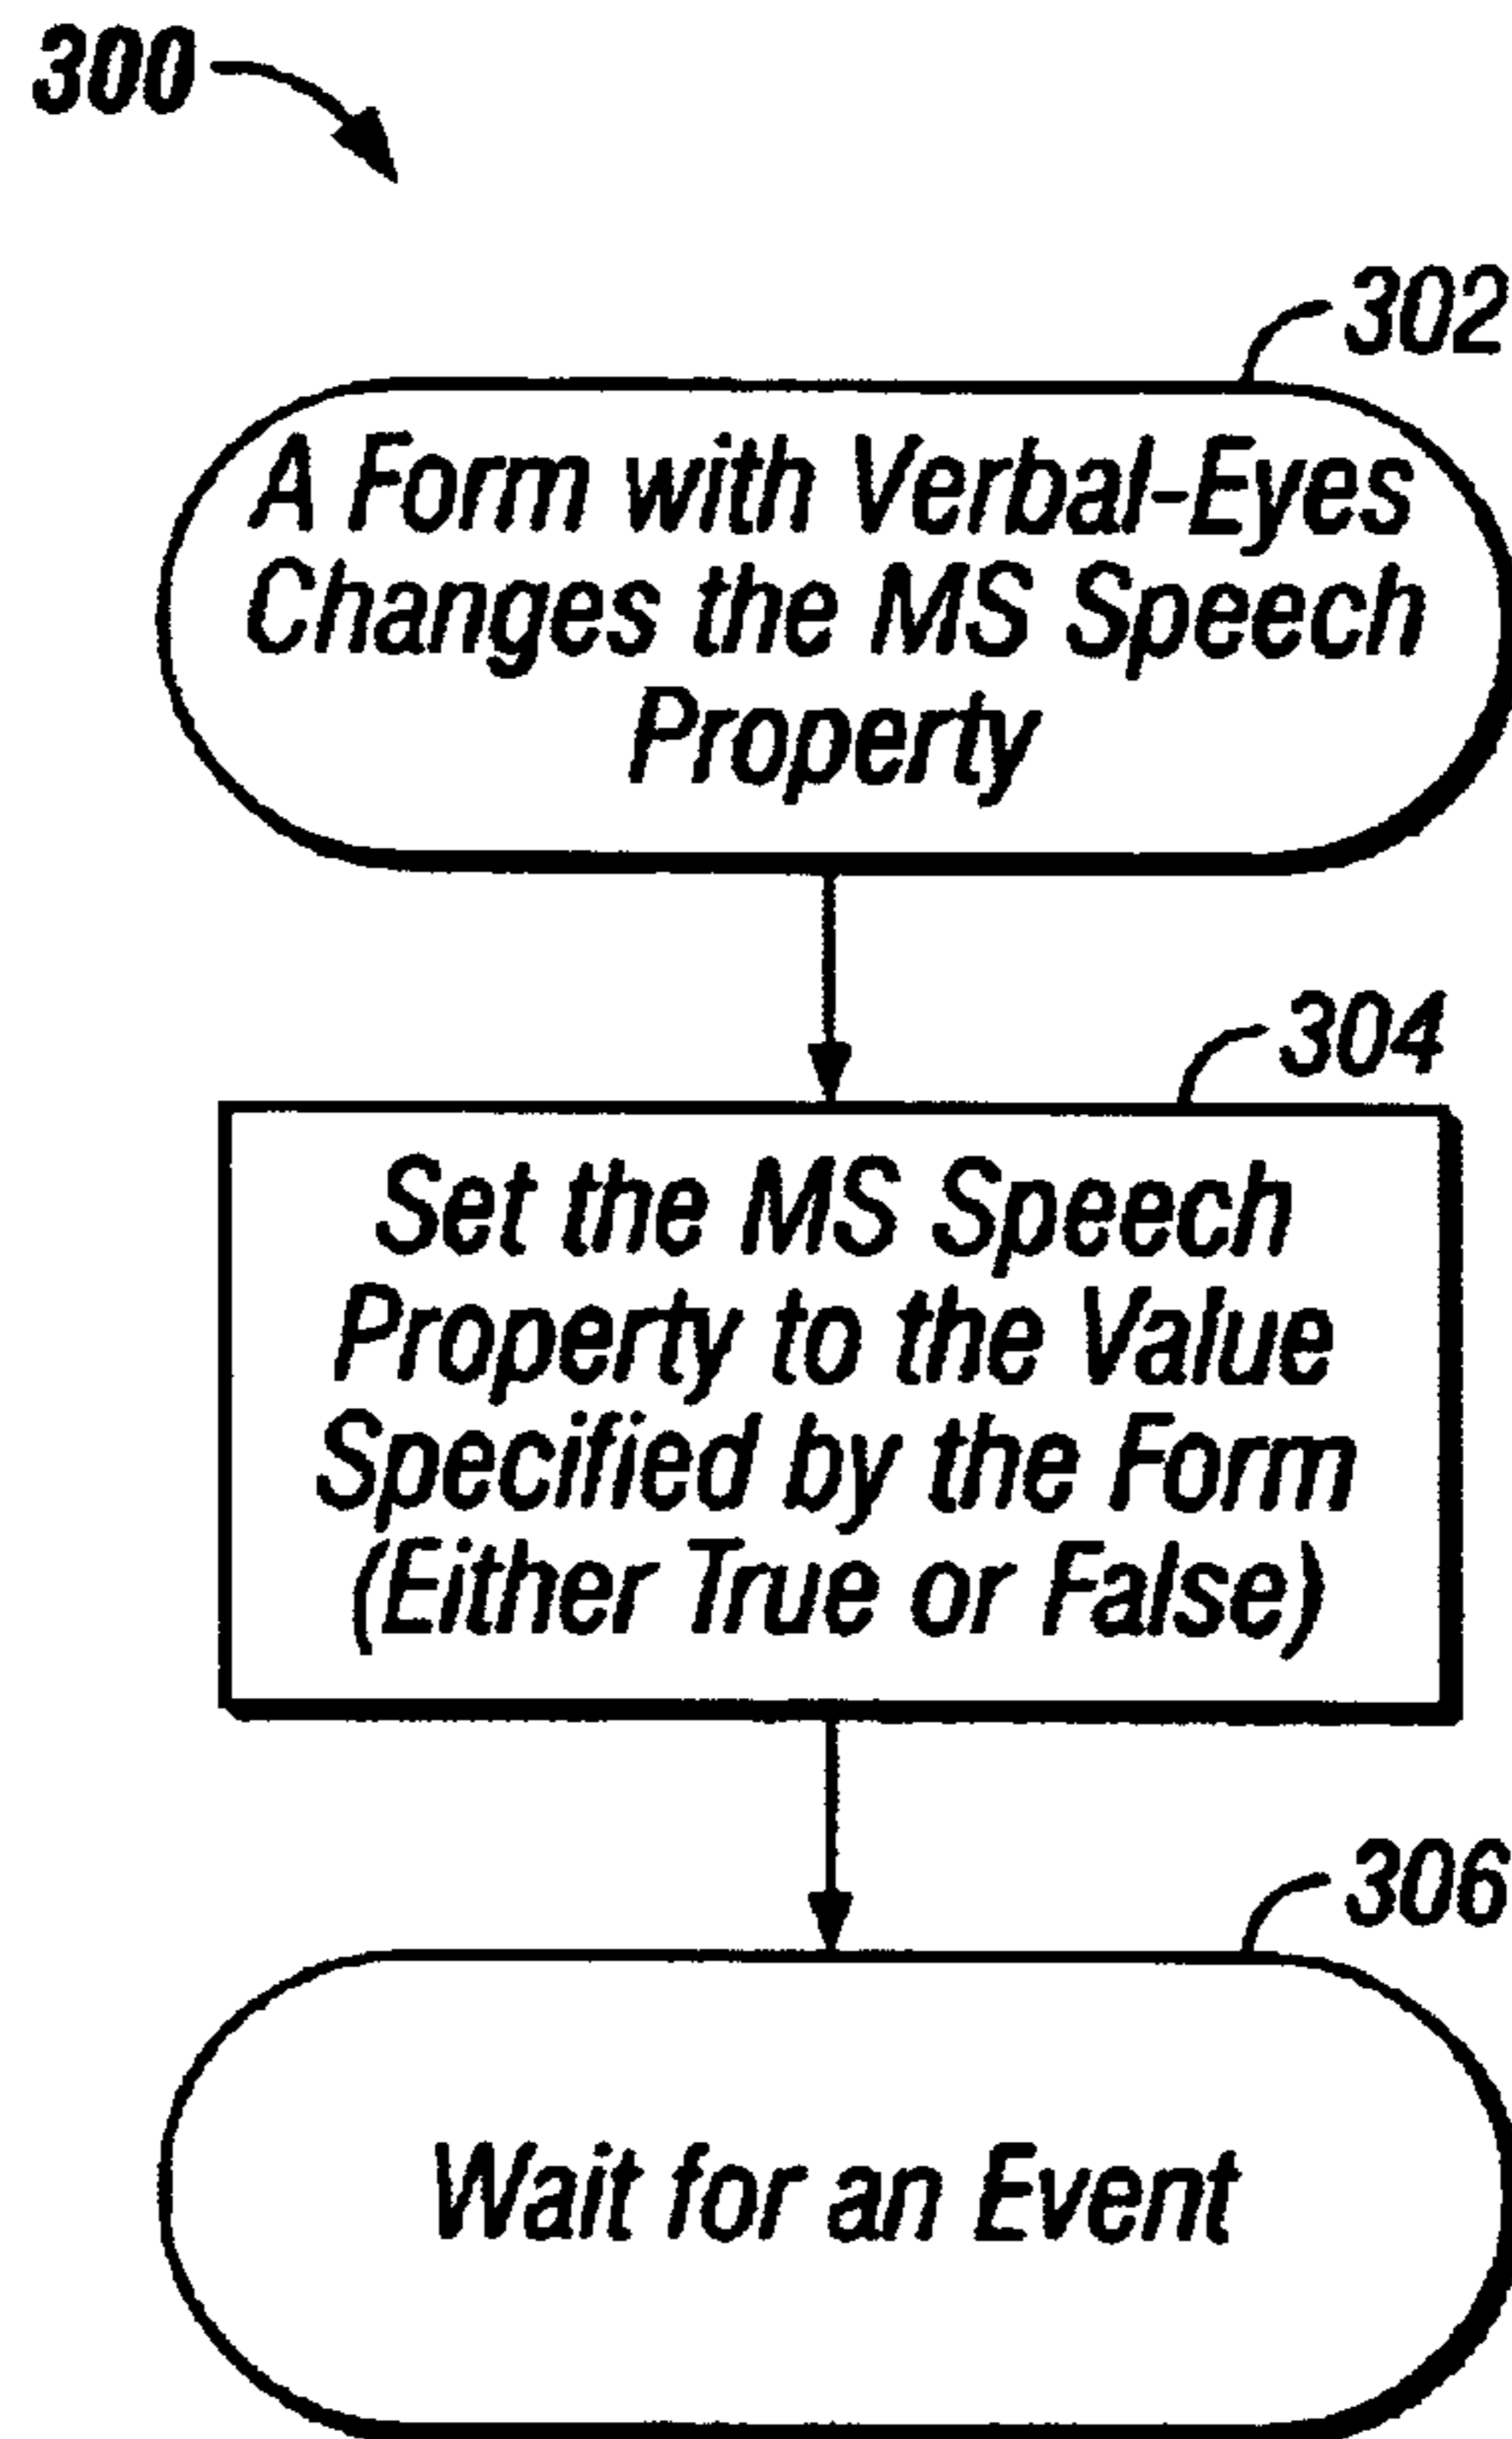 300
302
A Form with Verbal-Eyes
Changes the MS Speech
Property
304
Set the MS Speech
Property to the Value
Specified by the Form
(Either True or False)
306
Wait for an Event